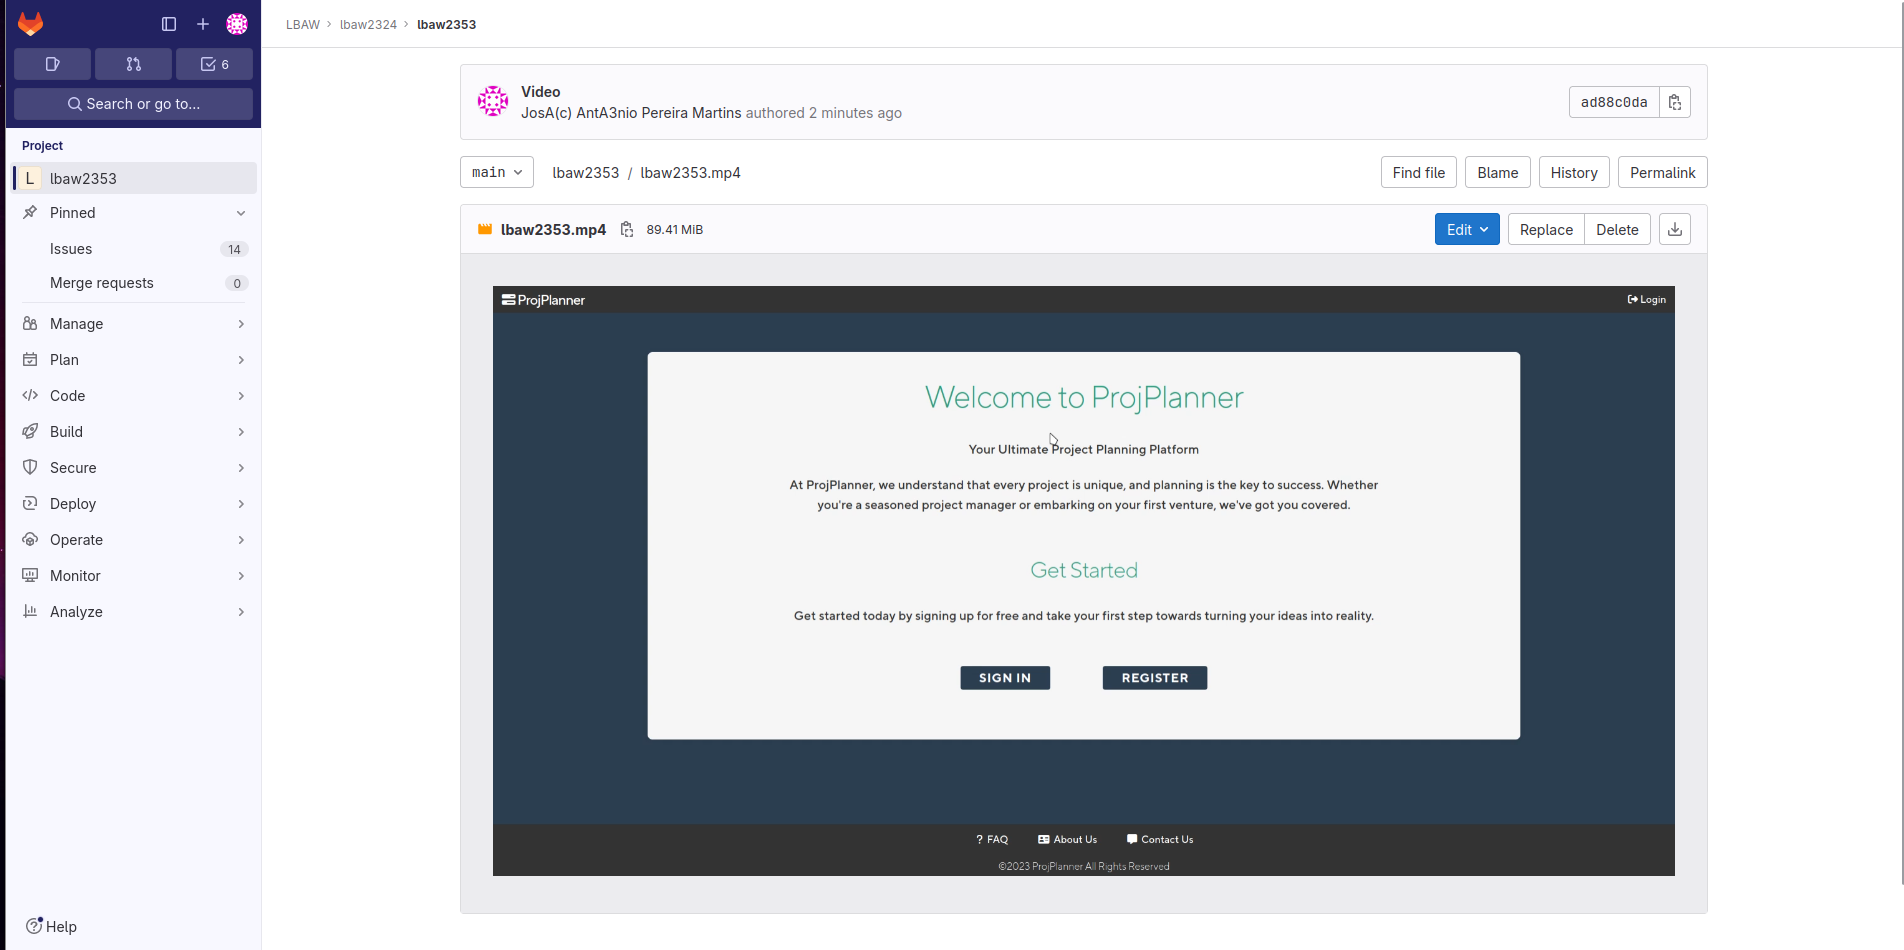 LBAW > lbaw2324 > lbaw2353
6
Search or go to...
Project
L lbaw2353
Pinned
Issues 14
Merge requests 0
Manage
Plan
Code
Build
Secure
Deploy
Operate
Monitor
Analyze
Help
Video
JosA(c) AntA3nio Pereira Martins authored 2 minutes ago
ad88c0da
main
lbaw2353 / lbaw2353.mp4
Find file
Blame
History
Permalink
lbaw2353.mp4 89.41 MiB
Edit
Replace
Delete
ProjPlanner
Login
Welcome to ProjPlanner
Your Ultimate Project Planning Platform
At ProjPlanner, we understand that every project is unique, and planning is the key to success. Whether
you're a seasoned project manager or embarking on your first venture, we've got you covered.
Get Started
Get started today by signing up for free and take your first step towards turning your ideas into reality.
SIGN IN
REGISTER
? FAQ
About Us
Contact Us
©2023 ProjPlanner All Rights Reserved